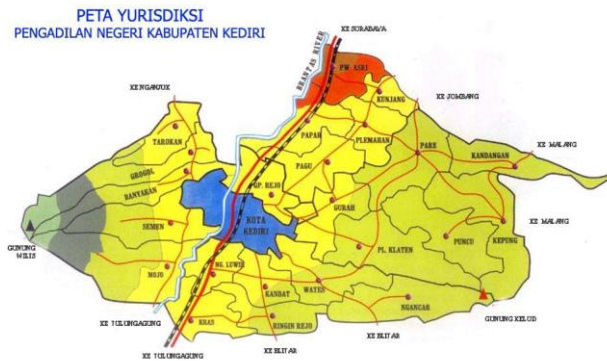 PETA YURISDIKSI
PENGADILAN NEGERI KABUPATEN KEDIRI
KE SURABAYA
BRANTAS RIVER
PW. ASRI
KE NGANJUK
KUNJANG
KE JOMBANG
PAPAR
PLEMAHAN
TAROKAN
PARE
KE MALANG
KANDANGAN
GROGOL
PAGU
BANYAKAN
GP. REJO
GURAH
KOTA
KEDIRI
SEMEN
KE MALANG
PUNCU
KEPUNG
GUNUNG
WILIS
PL. KLATEN
MOJO
NG. LUWIH
KANDAT
WATES
NGANCAR
GUNUNG KELUD
KE TULONGAGUNG
KRAS
RINGIN REJO
KE BLITAR
KE BLITAR
KE TULONGAGUNG